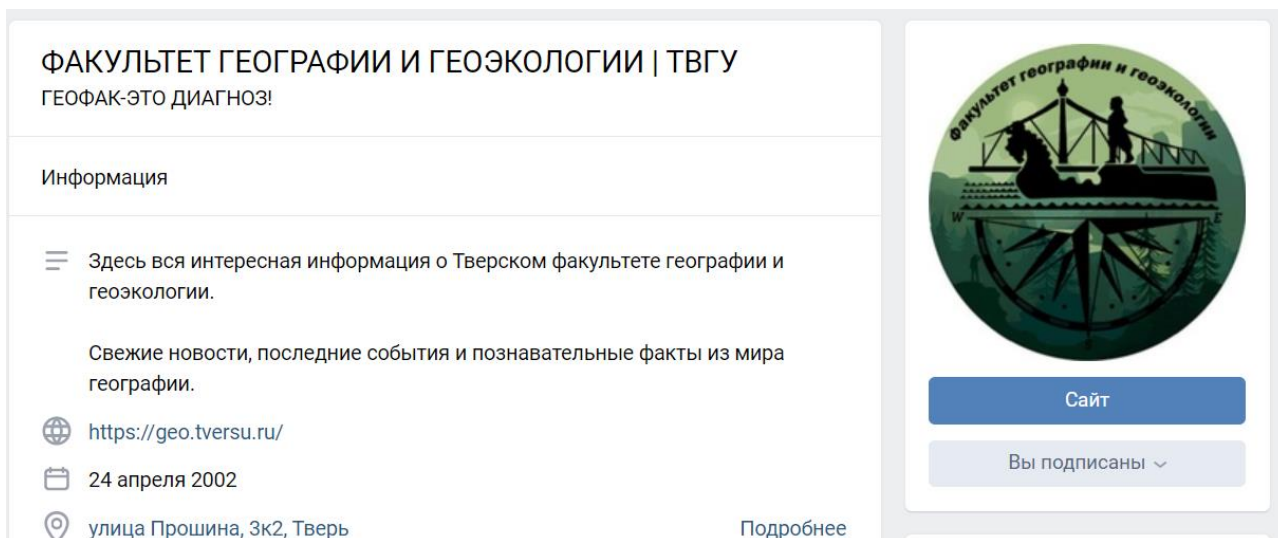 ФАКУЛЬТЕТ ГЕОГРАФИИ И ГЕОЭКОЛОГИИ | ТВГУ
ГЕОФАК-ЭТО ДИАГНОЗ!
Информация
Здесь вся интересная информация о Тверском факультете географии и
геоэкологии.
Свежие новости, последние события и познавательные факты из мира
географии.
https://geo.tversu.ru/
24 апреля 2002
улица Прошина, 3к2, Тверь
Подробнее
Факультет географии и геоэкологии
W
E
S
Сайт
Вы подписаны